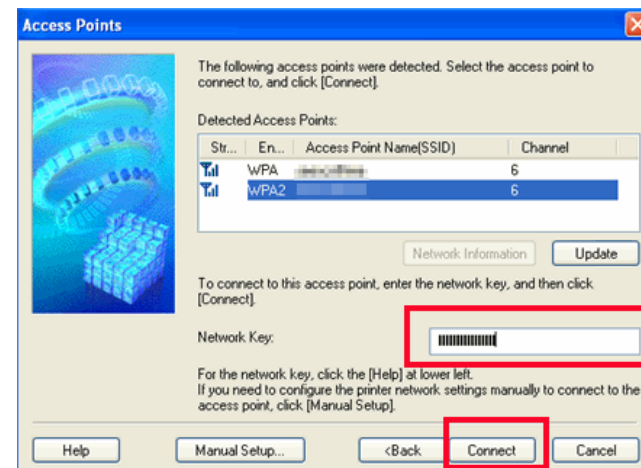 Access Points
The following access points were detected. Select the access point to
connect to, and click [Connect].
Detected Access Points:
Str... En... Access Point Name(SSID) Channel
WPA 6
WPA2 6
Network Information Update
To connect to this access point, enter the network key, and then click
[Connect].
Network Key:
For the network key, click the [Help] at lower left.
If you need to configure the printer network settings manually to connect to the
access point, click [Manual Setup].
Help Manual Setup... <Back Connect Cancel